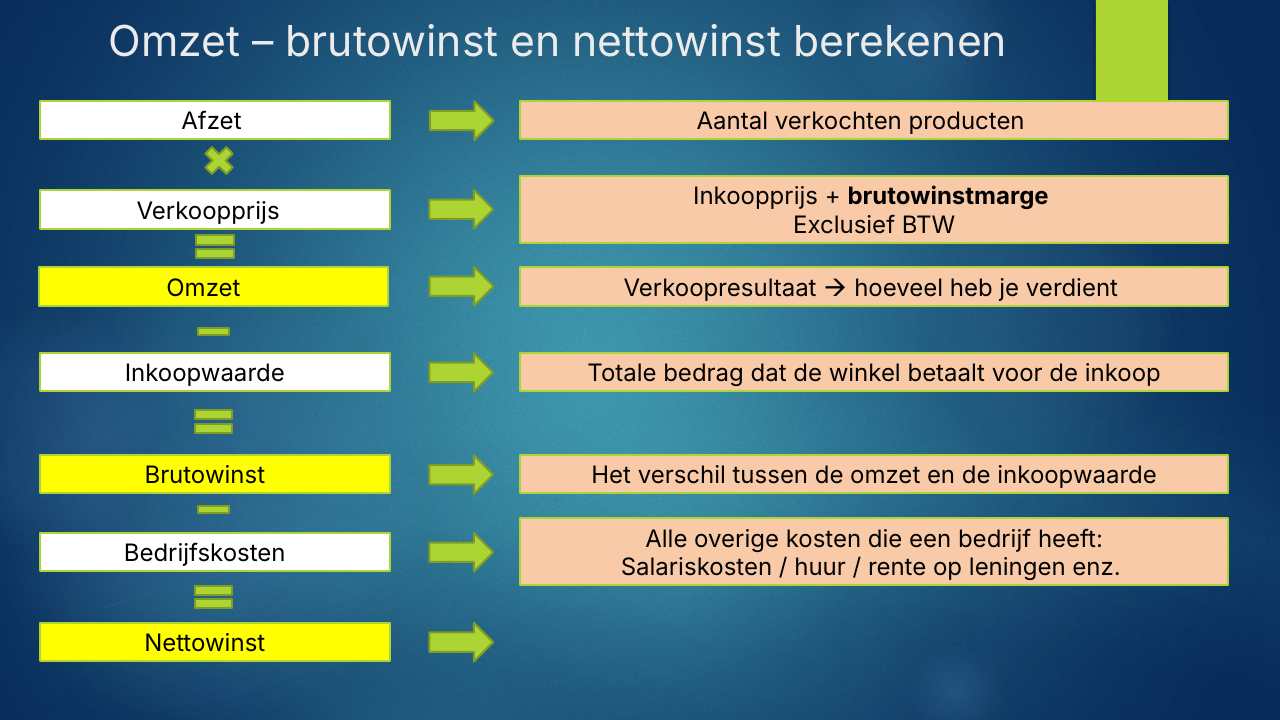 Omzet – brutowinst en nettowinst berekenen
Afzet
Aantal verkochten producten
Verkoopprijs
Inkoopprijs + brutowinstmarge
Exclusief BTW
Omzet
Verkoopresultaat → hoeveel heb je verdient
Inkoopwaarde
Totale bedrag dat de winkel betaalt voor de inkoop
Brutowinst
Het verschil tussen de omzet en de inkoopwaarde
Bedrijfskosten
Alle overige kosten die een bedrijf heeft:
Salariskosten / huur / rente op leningen enz.
Nettowinst